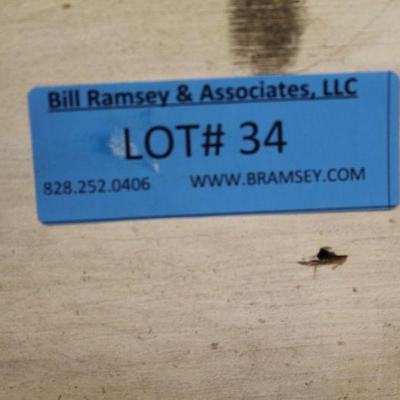 Bill Ramsey & Associates, LLC
LOT# 34
828.252.0406 WWW.BRAMSEY.COM